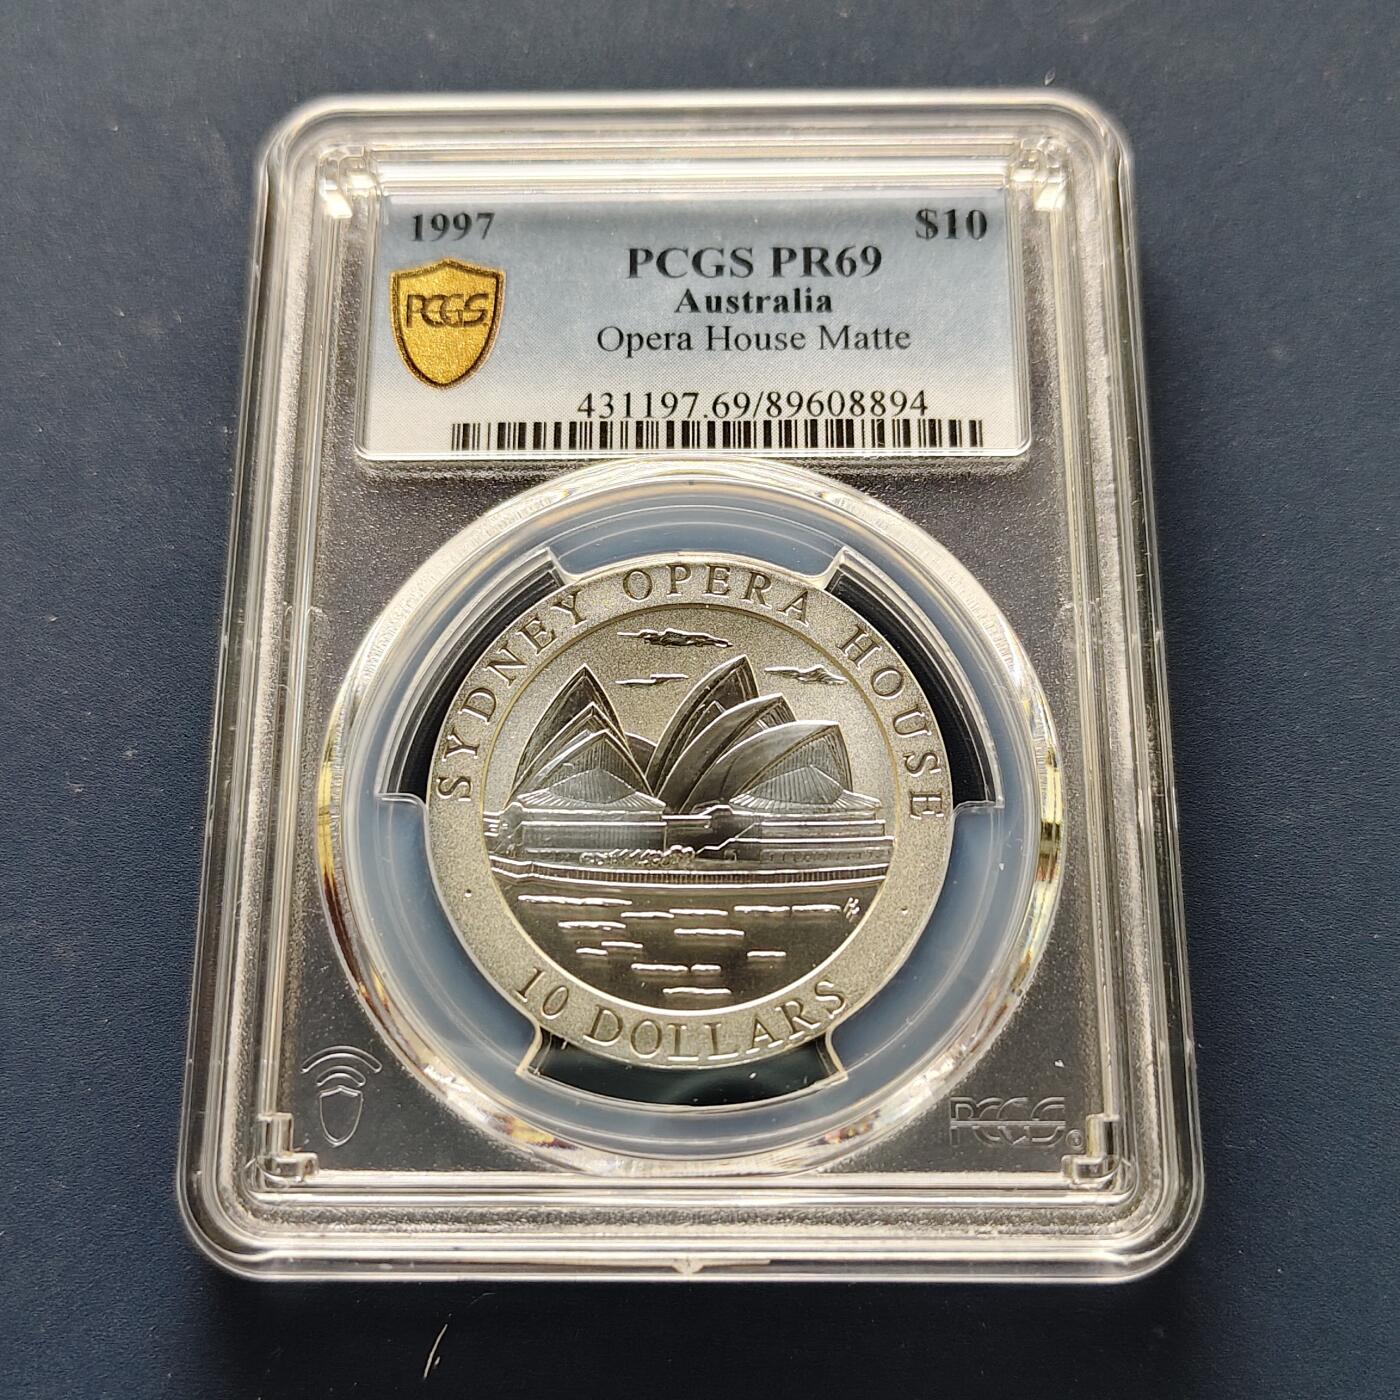 1997
$10
PCGS PR69
PCGS
Australia
Opera House Matte
431197.69/89608894
SYDNEY OPERA HOUSE
10 DOLLARS
PCGS